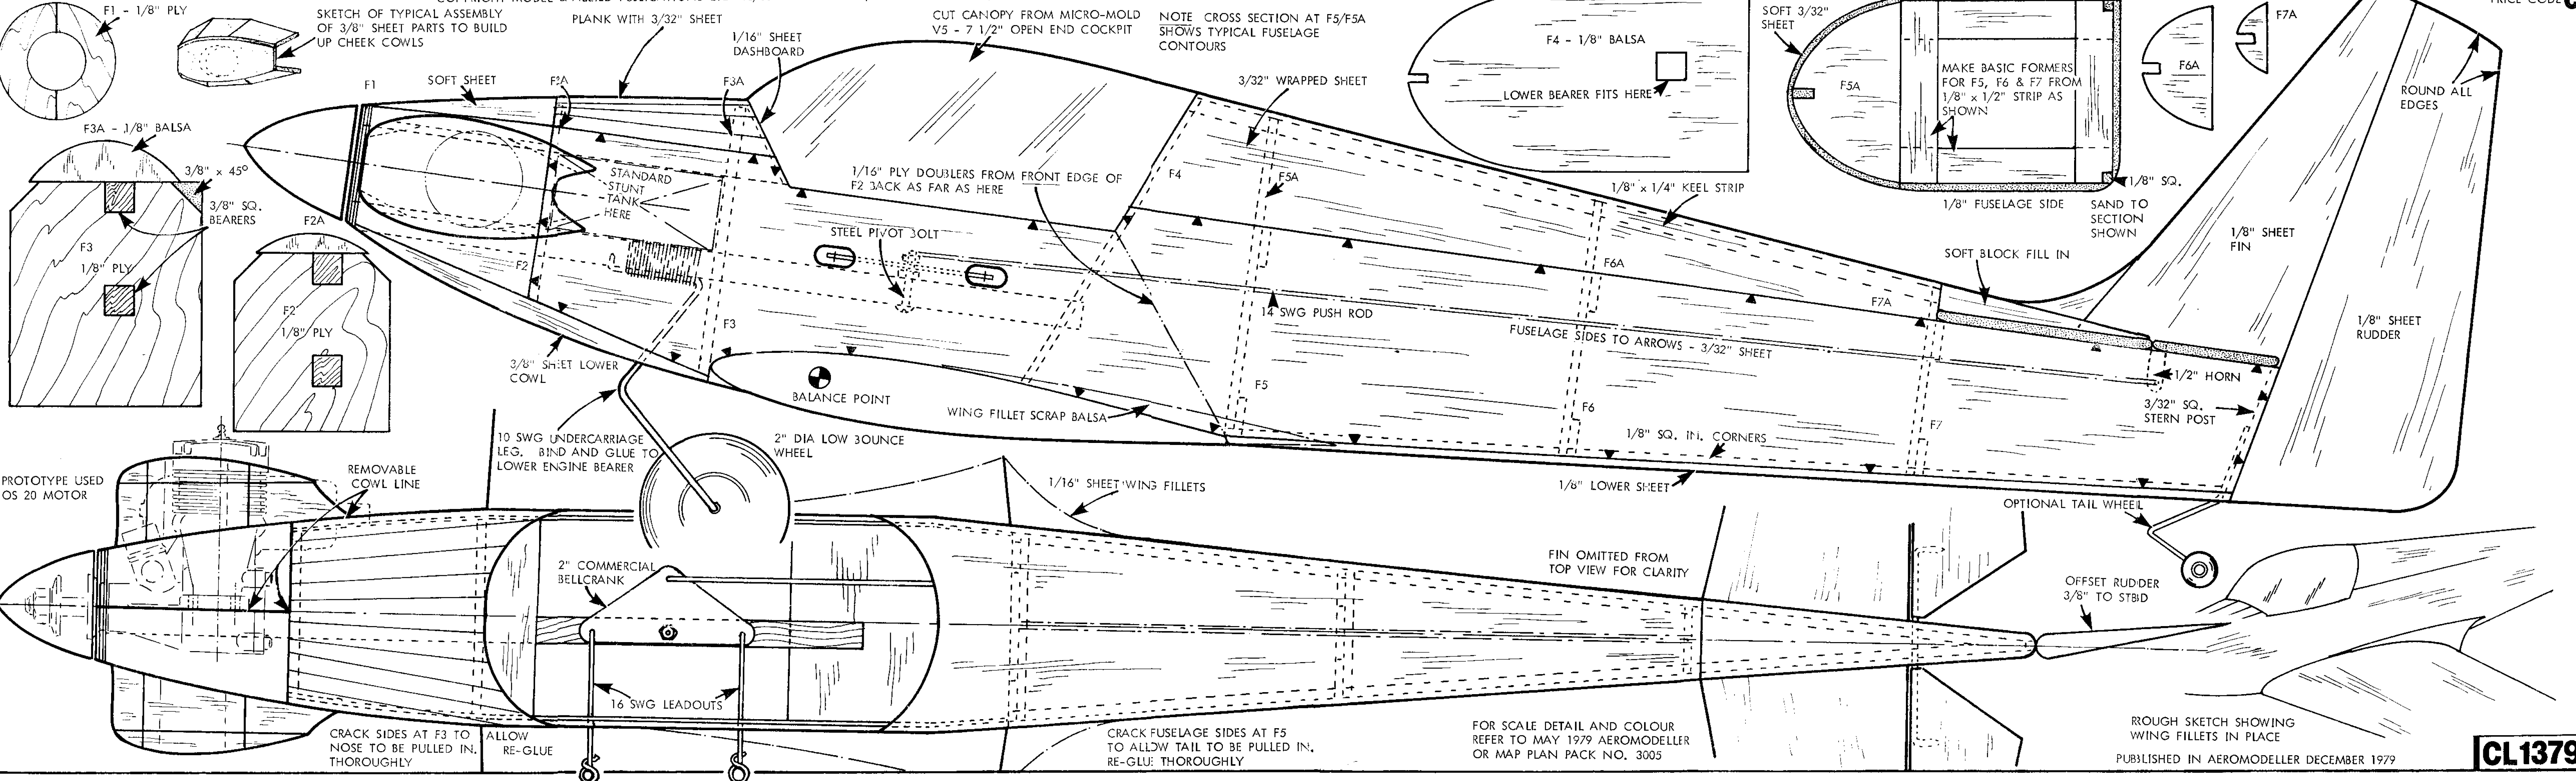 F1 - 1/8" PLY
SKETCH OF TYPICAL ASSEMBLY
OF 3/8" SHEET PARTS TO BUILD
UP CHEEK COWLS
PLANK WITH 3/32" SHEET
1/16" SHEET
DASHBOARD
CUT CANOPY FROM MICRO-MOLD
V5 - 7 1/2" OPEN END COCKPIT
NOTE CROSS SECTION AT F5/F5A
SHOWS TYPICAL FUSELAGE
CONTOURS
F4 - 1/8" BALSA
LOWER BEARER FITS HERE
SOFT 3/32"
SHEET
F5A
MAKE BASIC FORMERS
FOR F5, F6 & F7 FROM
1/8" x 1/2" STRIP AS
SHOWN
F6A
F7A
ROUND ALL
EDGES
F1
SOFT SHEET
F2A
F3A
3/32" WRAPPED SHEET
F3A - 1/8" BALSA
3/8" x 45°
3/8" SQ.
BEARERS
F3
1/8" PLY
F2A
F2
1/8" PLY
STANDARD
STUNT
TANK
HERE
1/16" PLY DOUBLERS FROM FRONT EDGE OF
F2 BACK AS FAR AS HERE
F4
F5A
1/8" x 1/4" KEEL STRIP
1/8" FUSELAGE SIDE
1/8" SQ.
SAND TO
SECTION
SHOWN
1/8" SHEET
FIN
STEEL PIVOT BOLT
F2
F3
F6A
SOFT BLOCK FILL IN
F7A
14 SWG PUSH ROD
FUSELAGE SIDES TO ARROWS - 3/32" SHEET
1/8" SHEET
RUDDER
3/8" SHEET LOWER
COWL
BALANCE POINT
WING FILLET SCRAP BALSA
F5
F6
F7
1/2" HORN
3/32" SQ.
STERN POST
10 SWG UNDERCARRIAGE
LEG. BIND AND GLUE TO
LOWER ENGINE BEARER
2" DIA LOW BOUNCE
WHEEL
1/8" SQ. IN. CORNERS
1/8" LOWER SHEET
OPTIONAL TAIL WHEEL
PROTOTYPE USED
OS 20 MOTOR
REMOVABLE
COWL LINE
1/16" SHEET WING FILLETS
2" COMMERCIAL
BELLCRANK
FIN OMITTED FROM
TOP VIEW FOR CLARITY
OFFSET RUDDER
3/8" TO STBD
16 SWG LEADOUTS
CRACK SIDES AT F3 TO ALLOW
NOSE TO BE PULLED IN. RE-GLUE
THOROUGHLY
CRACK FUSELAGE SIDES AT F5
TO ALLOW TAIL TO BE PULLED IN.
RE-GLUE THOROUGHLY
FOR SCALE DETAIL AND COLOUR
REFER TO MAY 1979 AEROMODELLER
OR MAP PLAN PACK NO. 3005
ROUGH SKETCH SHOWING
WING FILLETS IN PLACE
PUBLISHED IN AEROMODELLER DECEMBER 1979
CL1379